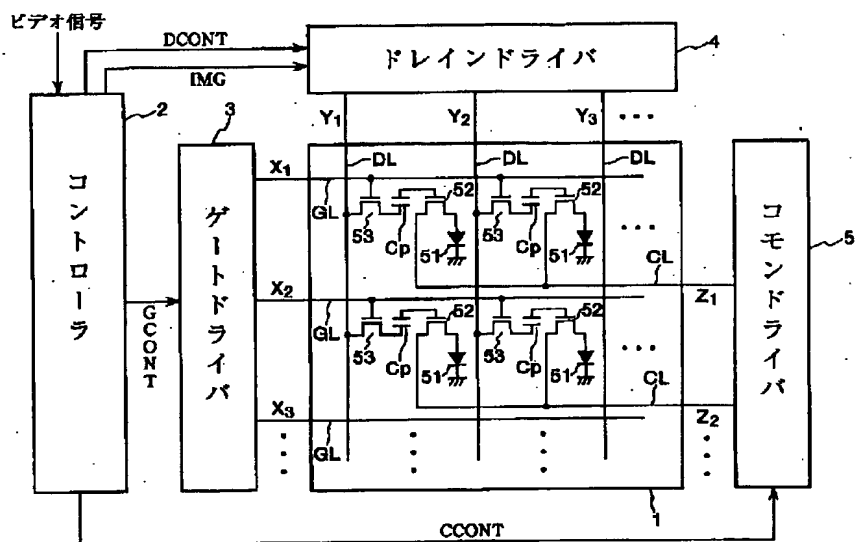 ビデオ信号
DCONT
IMG
ドレインドライバ
4
2
3
Y1 Y2 Y3 ...
コントローラ
ゲートドライバ
コモンドライバ
5
DL DL DL
X1
GL
53 Cp 52 51
53 Cp 52 51
...
CL
Z1
GCONT
X2
GL
53 Cp 52 51
53 Cp 52 51
...
CL
Z2
X3
GL
1
CCONT